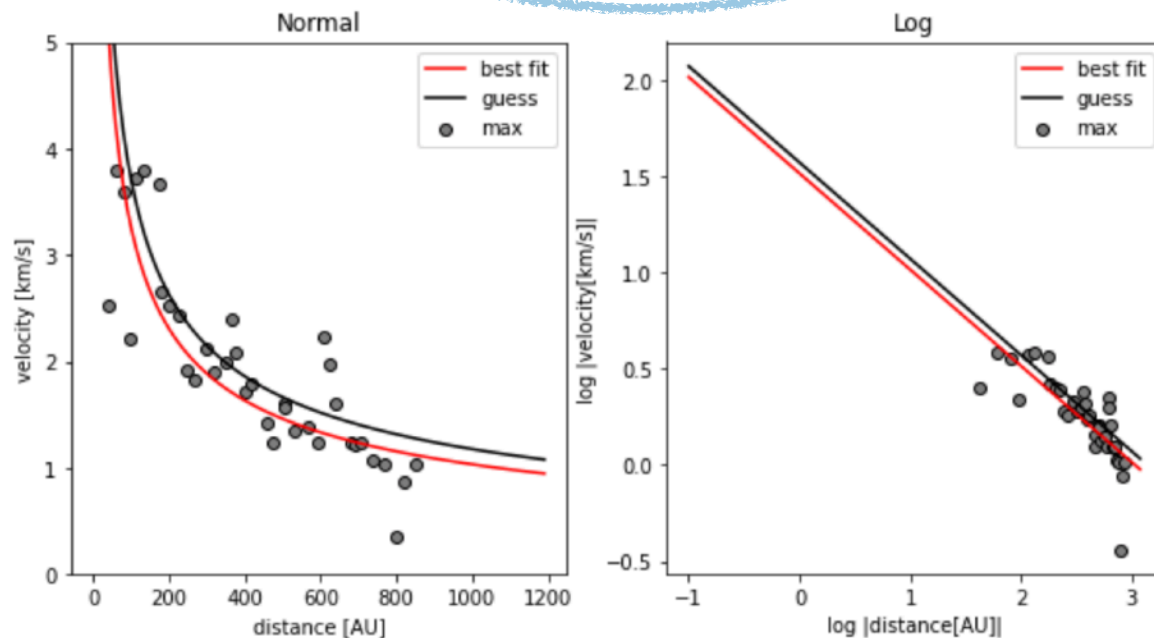 Normal
5
4
3
2
1
0
velocity [km/s]
0
200
400
600
800
1000
1200
distance [AU]
best fit
guess
max
Log
2.0
1.5
1.0
0.5
0.0
−0.5
log |velocity[km/s]|
−1
0
1
2
3
log |distance[AU]|
best fit
guess
max